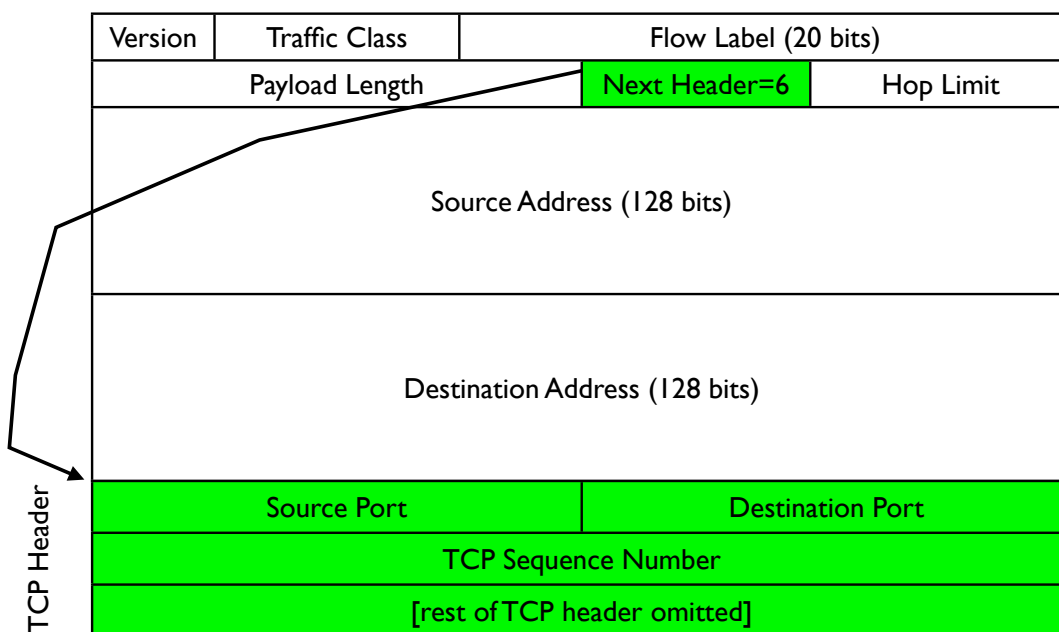 Version Traffic Class Flow Label (20 bits)
Payload Length Next Header=6 Hop Limit
Source Address (128 bits)
Destination Address (128 bits)
TCP Header
Source Port Destination Port
TCP Sequence Number
[rest of TCP header omitted]